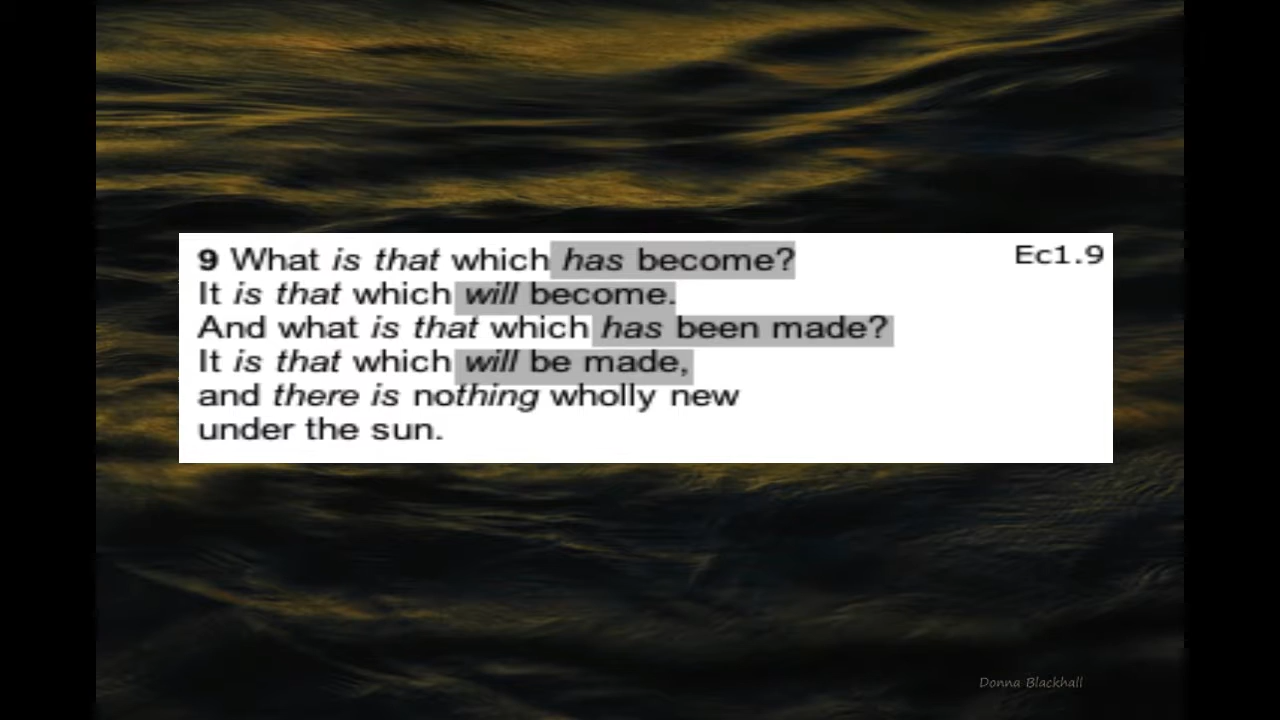 9 What is that which has become?
Ec1.9
It is that which will become.
And what is that which has been made?
It is that which will be made,
and there is nothing wholly new
under the sun.
Donna Blackhall